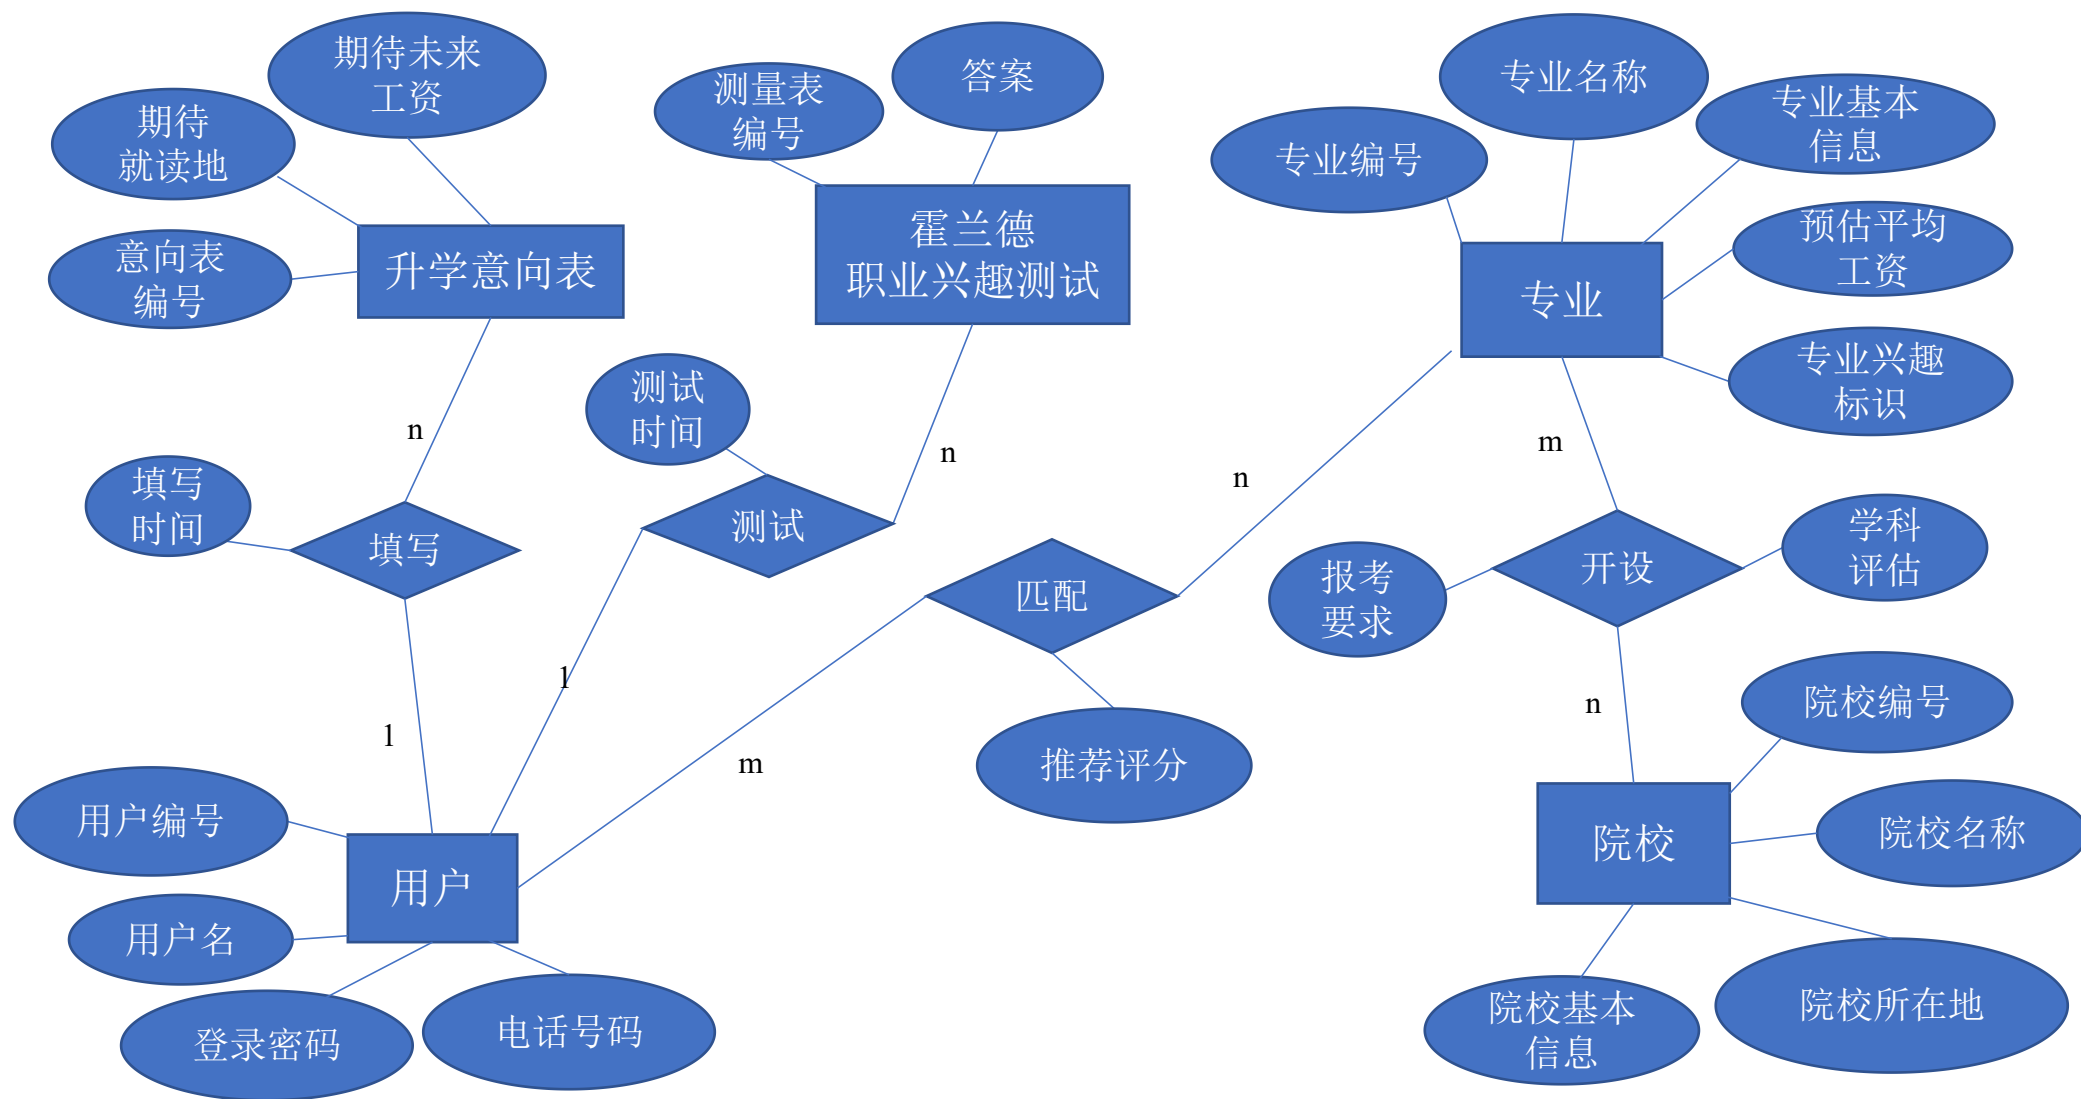 期待未来
工资
期待
就读地
意向表
编号
升学意向表
测量表
编号
答案
霍兰德
职业兴趣测试
专业名称
专业编号
专业基本
信息
预估平均
工资
专业
专业兴趣
标识
n
填写
时间
填写
1
测试
时间
测试
n
1
n
匹配
m
推荐评分
m
开设
报考
要求
学科
评估
n
院校编号
院校名称
院校
院校所在地
院校基本
信息
用户编号
用户
用户名
登录密码
电话号码